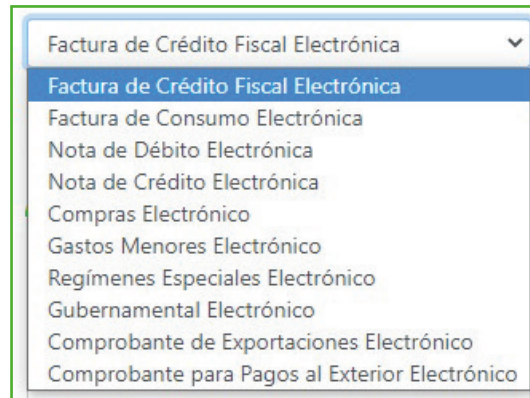 Factura de Crédito Fiscal Electrónica
Factura de Crédito Fiscal Electrónica
Factura de Consumo Electrónica
Nota de Débito Electrónica
Nota de Crédito Electrónica
Compras Electrónico
Gastos Menores Electrónico
Regímenes Especiales Electrónico
Gubernamental Electrónico
Comprobante de Exportaciones Electrónico
Comprobante para Pagos al Exterior Electrónico